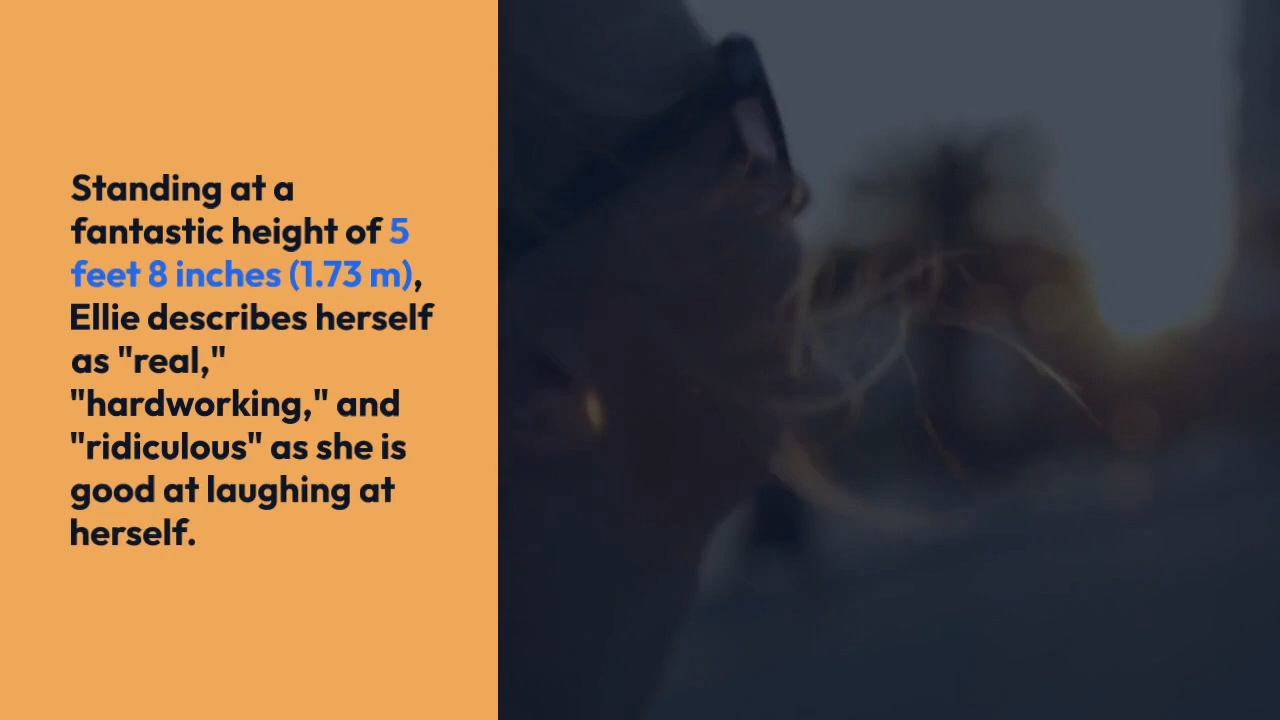 Standing at a
fantastic height of 5
feet 8 inches (1.73 m),
Ellie describes herself
as "real,"
"hardworking," and
"ridiculous" as she is
good at laughing at
herself.